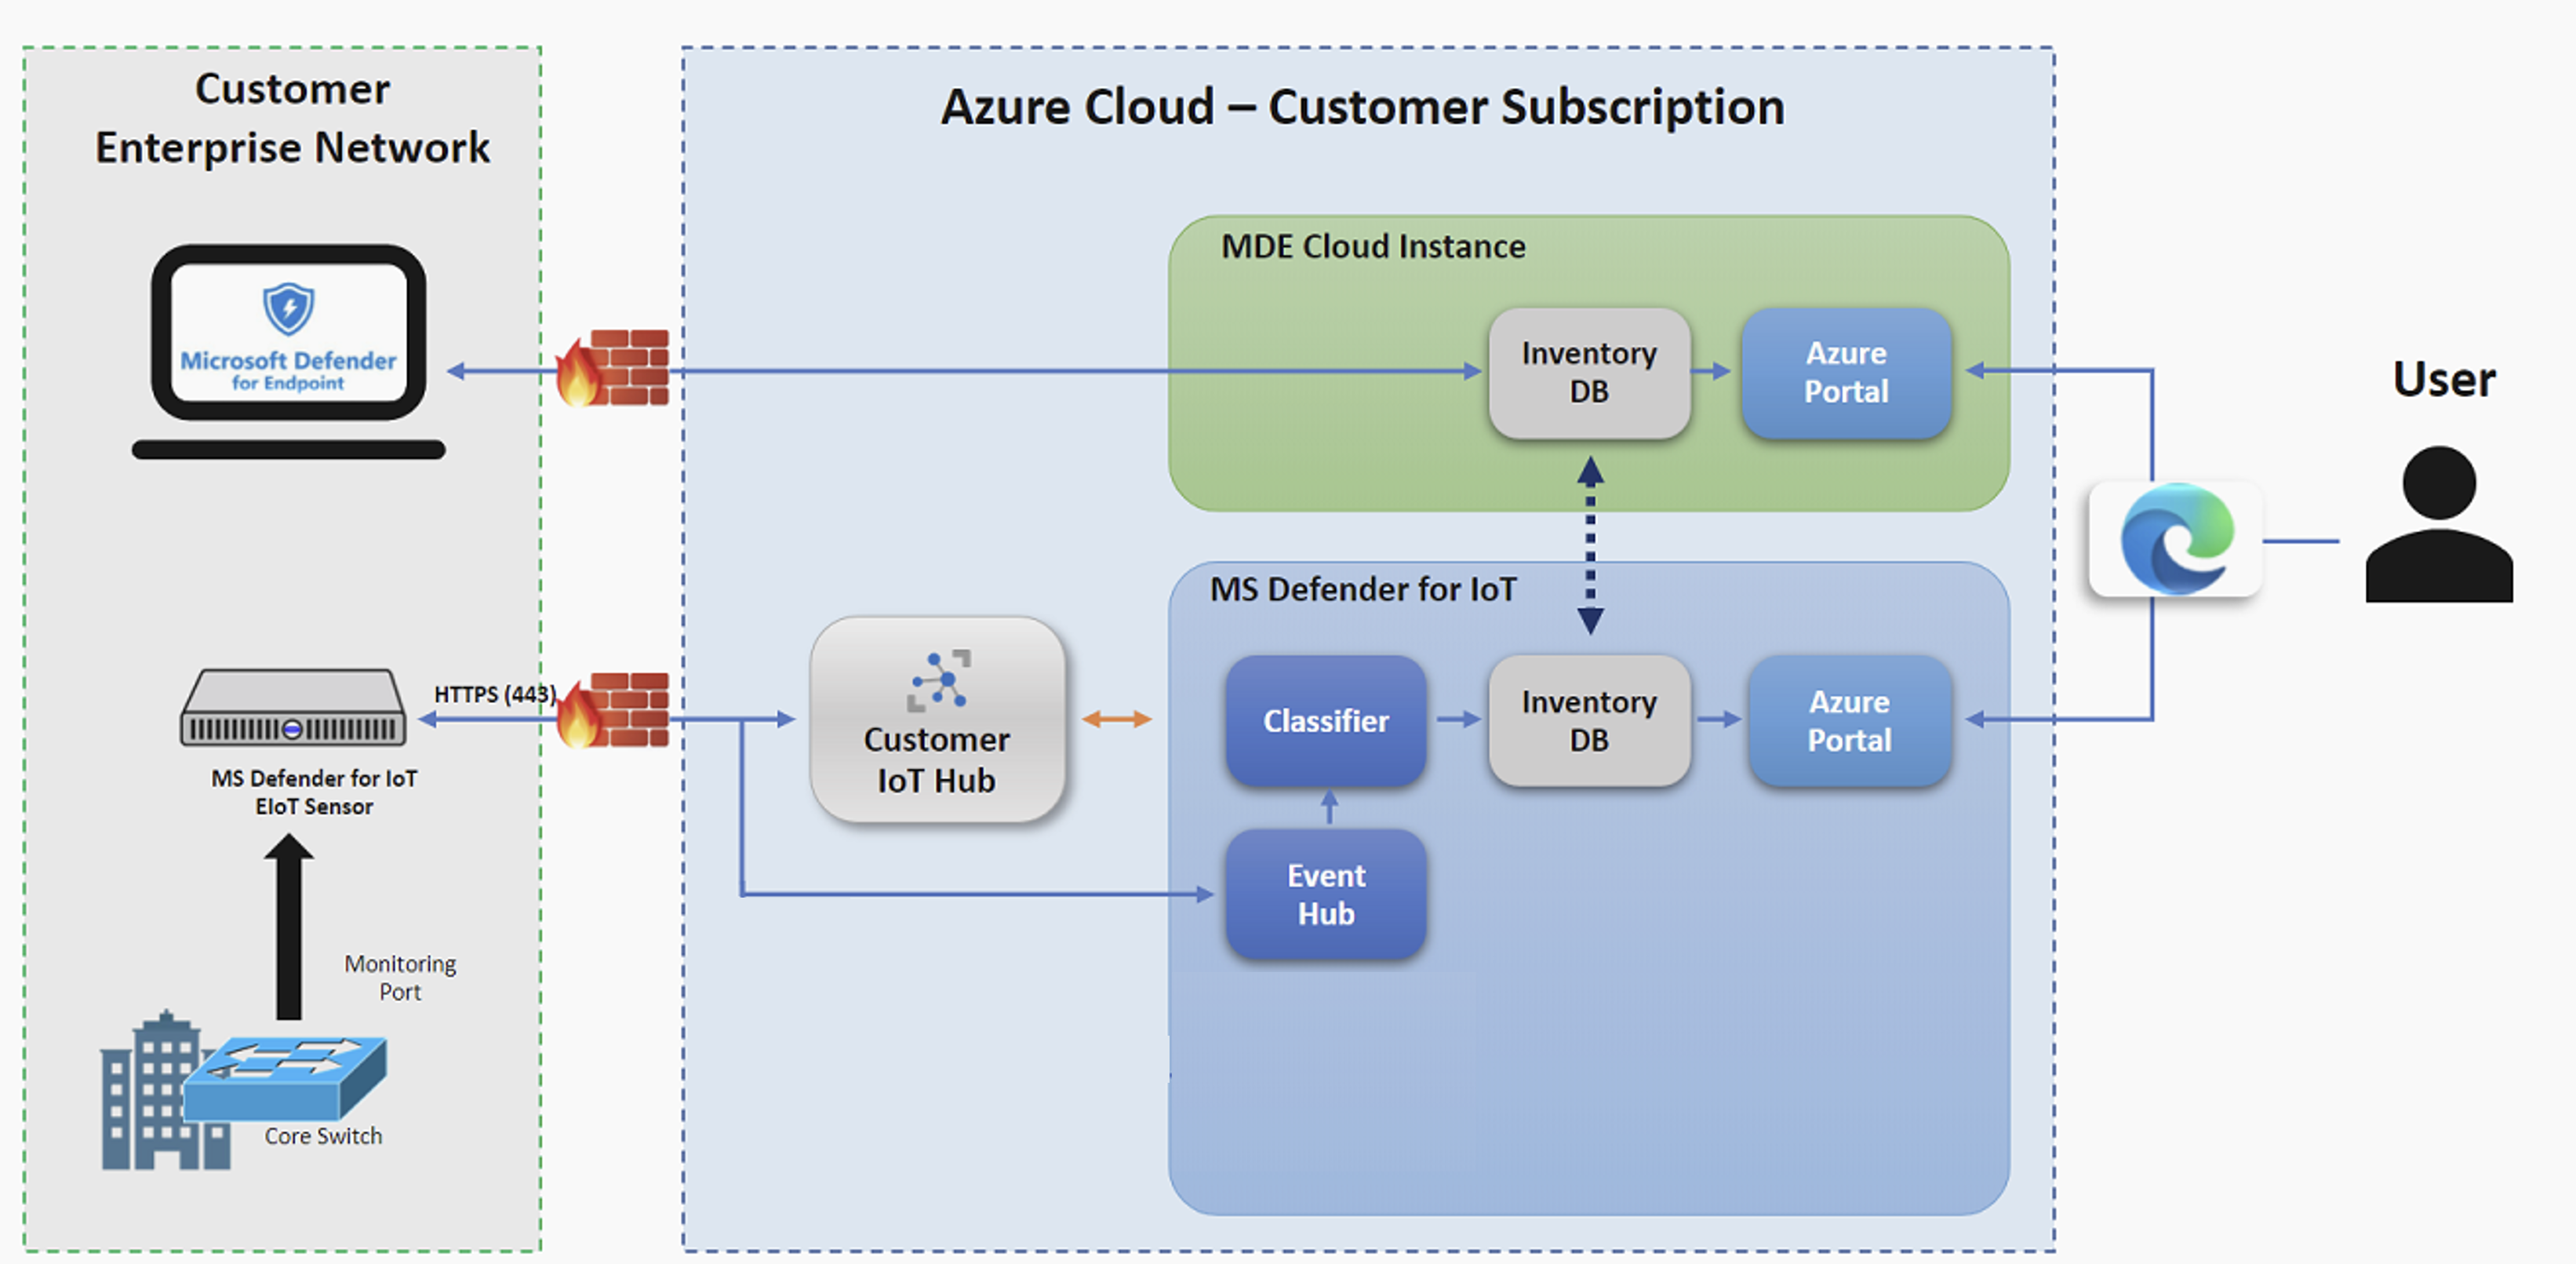 Customer
Enterprise Network
Microsoft Defender
for Endpoint
HTTPS (443)
MS Defender for IoT
EIoT Sensor
Monitoring
Port
Core Switch
Azure Cloud – Customer Subscription
MDE Cloud Instance
Inventory
DB
Azure
Portal
Customer
IoT Hub
MS Defender for IoT
Classifier
Inventory
DB
Azure
Portal
Event
Hub
User